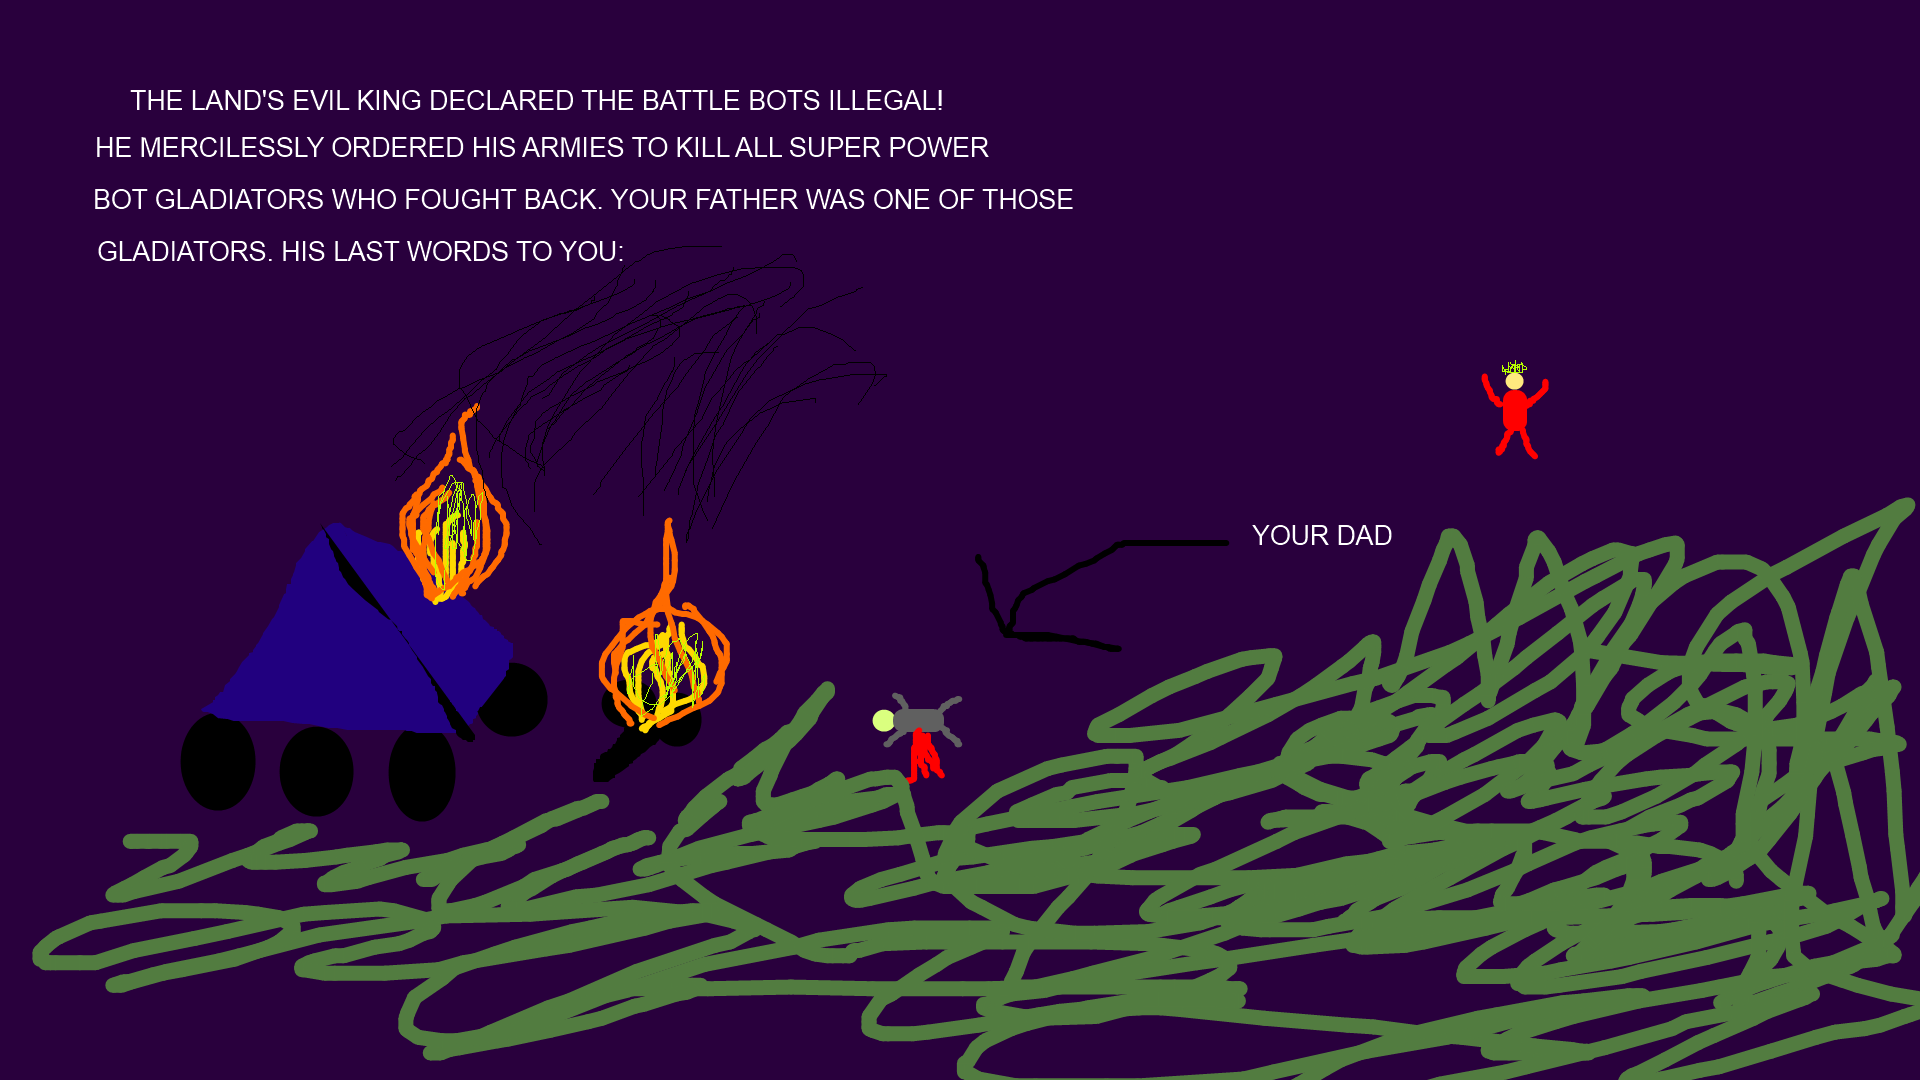 THE LAND'S EVIL KING DECLARED THE BATTLE BOTS ILLEGAL!
HE MERCILESSLY ORDERED HIS ARMIES TO KILL ALL SUPER POWER
BOT GLADIATORS WHO FOUGHT BACK. YOUR FATHER WAS ONE OF THOSE
GLADIATORS. HIS LAST WORDS TO YOU:
YOUR DAD